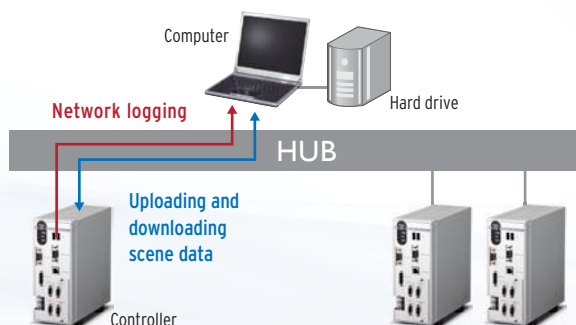 Computer
Hard drive
Network logging
HUB
Uploading and
downloading
scene data
Controller